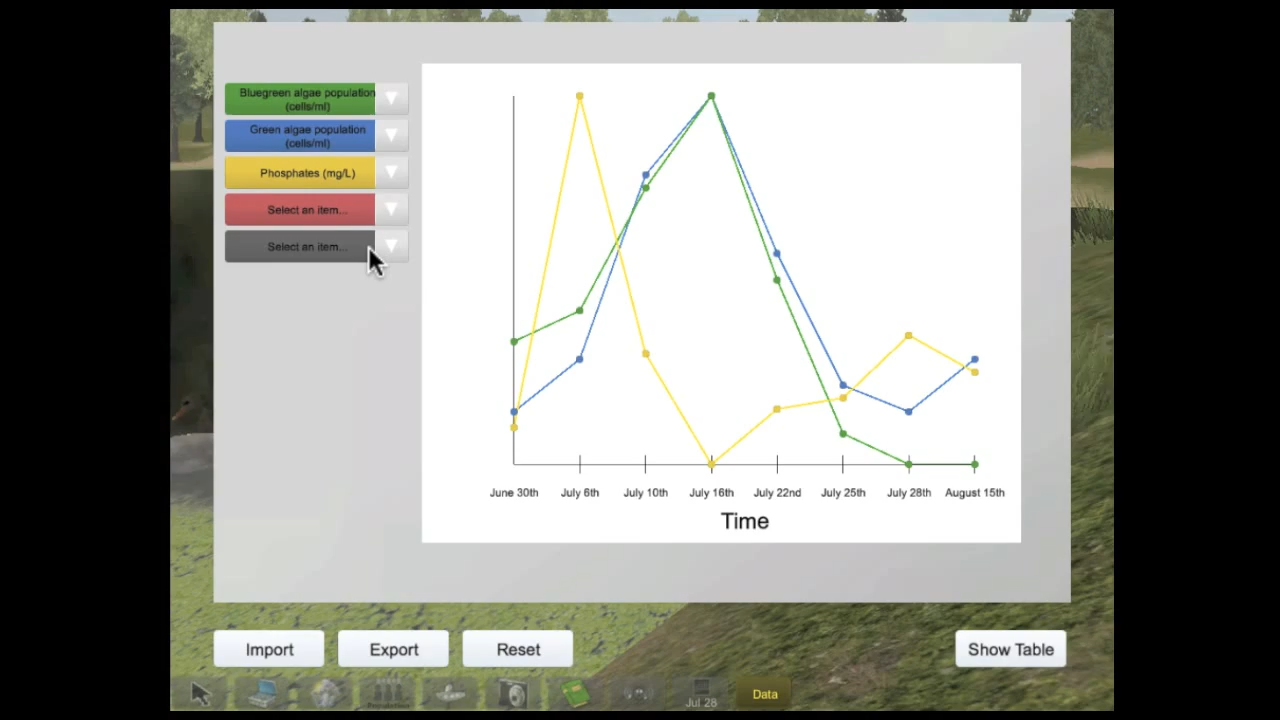 Bluegreen algae population
(cells/ml)
Green algae population
(cells/ml)
Phosphates (mg/L)
Select an item...
Select an item...
June 30th July 6th July 10th July 16th July 22nd July 25th July 28th August 15th
Time
Import Export Reset Show Table
Population
Jul 28
Data